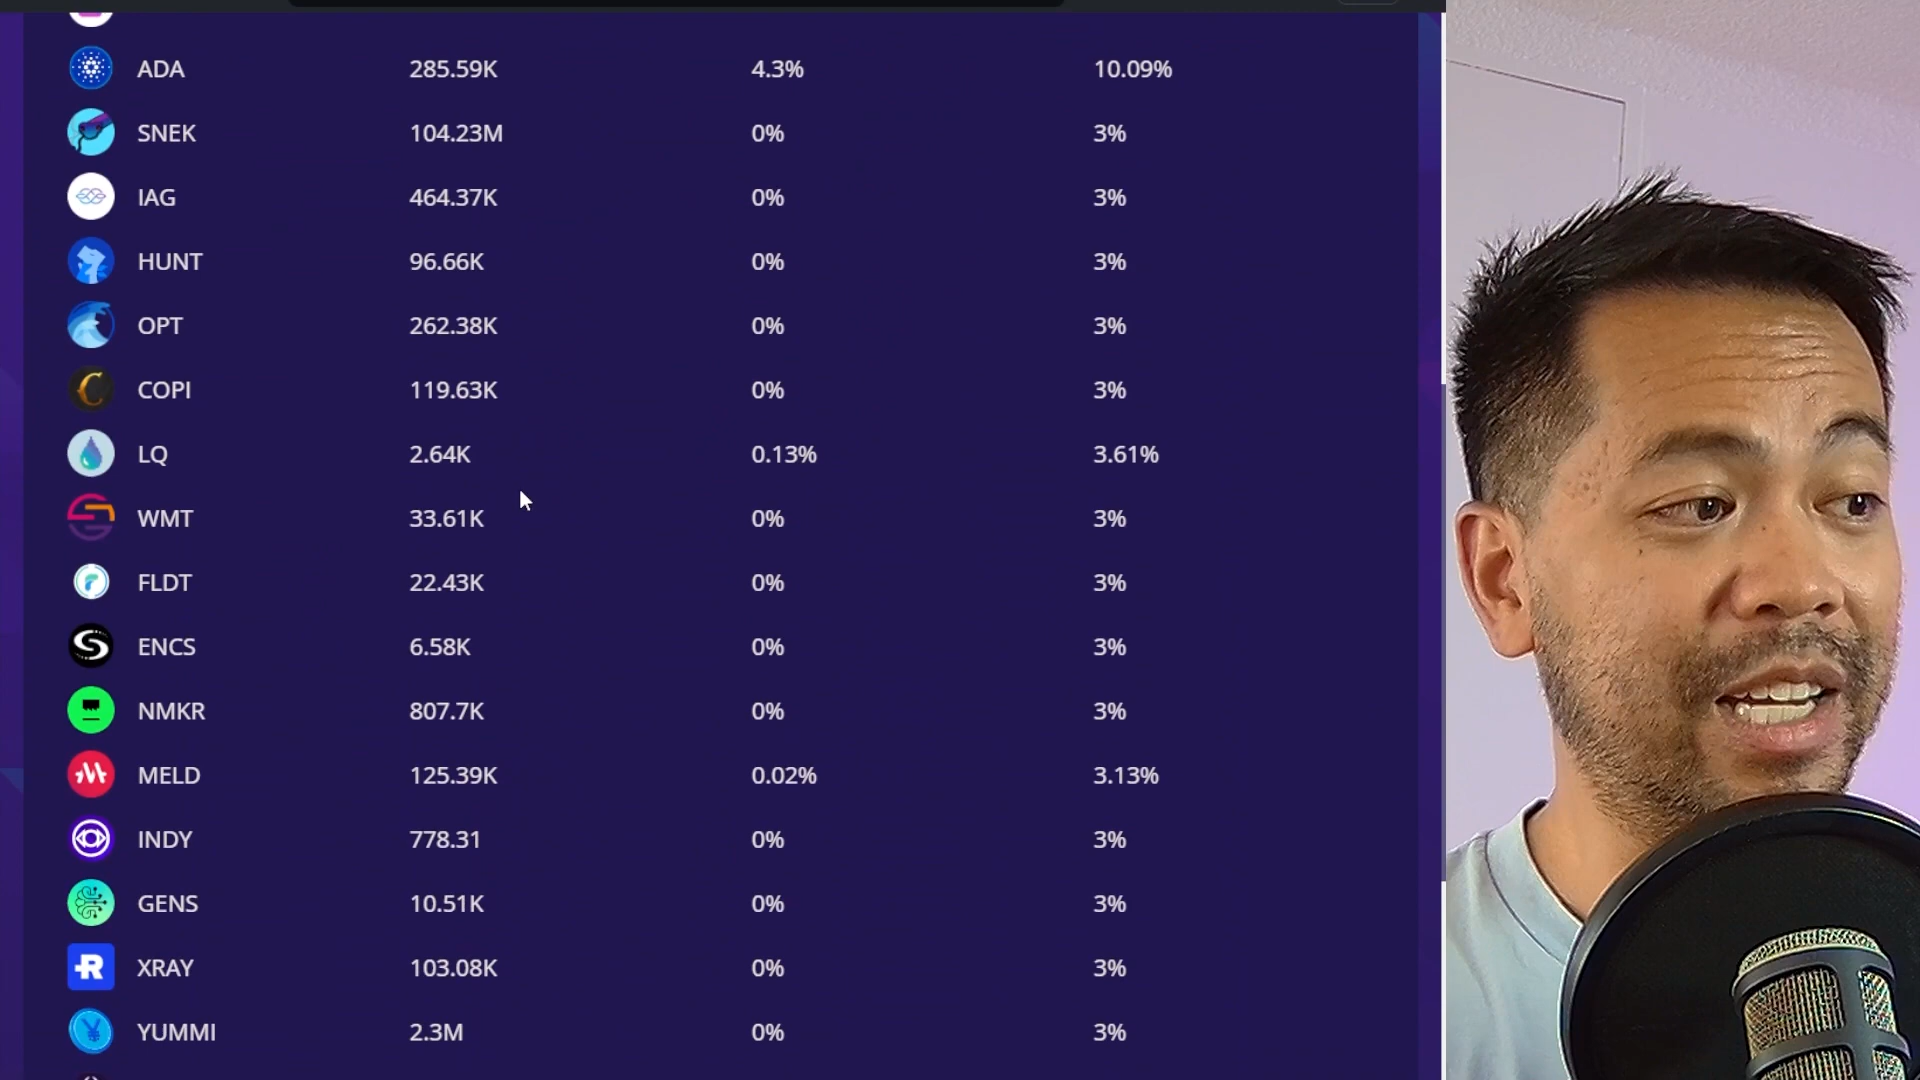 ADA 285.59K 4.3% 10.09%
SNEK 104.23M 0% 3%
IAG 464.37K 0% 3%
HUNT 96.66K 0% 3%
OPT 262.38K 0% 3%
COPI 119.63K 0% 3%
LQ 2.64K 0.13% 3.61%
WMT 33.61K 0% 3%
FLDT 22.43K 0% 3%
ENCS 6.58K 0% 3%
NMKR 807.7K 0% 3%
MELD 125.39K 0.02% 3.13%
INDY 778.31 0% 3%
GENS 10.51K 0% 3%
XRAY 103.08K 0% 3%
YUMMI 2.3M 0% 3%